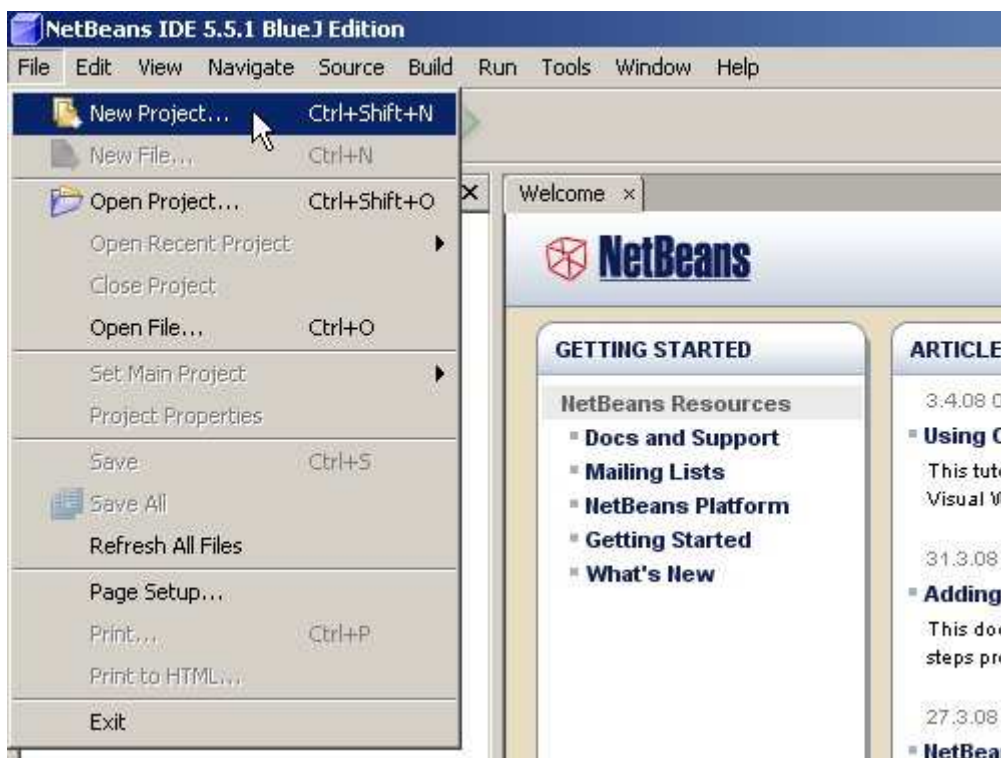 NetBeans IDE 5.5.1 BlueJ Edition
File Edit View Navigate Source Build Run Tools Window Help
New Project... Ctrl+Shift+N
New File... Ctrl+N
Open Project... Ctrl+Shift+O
Open Recent Project
Close Project
Open File... Ctrl+O
Set Main Project
Project Properties
Save Ctrl+S
Save All
Refresh All Files
Page Setup...
Print... Ctrl+P
Print to HTML...
Exit
Welcome
NetBeans
GETTING STARTED
NetBeans Resources
Docs and Support
Mailing Lists
NetBeans Platform
Getting Started
What's New
ARTICLE
3.4.08
Using
This
Visual
31.3.08
Adding
This
steps
27.3.08